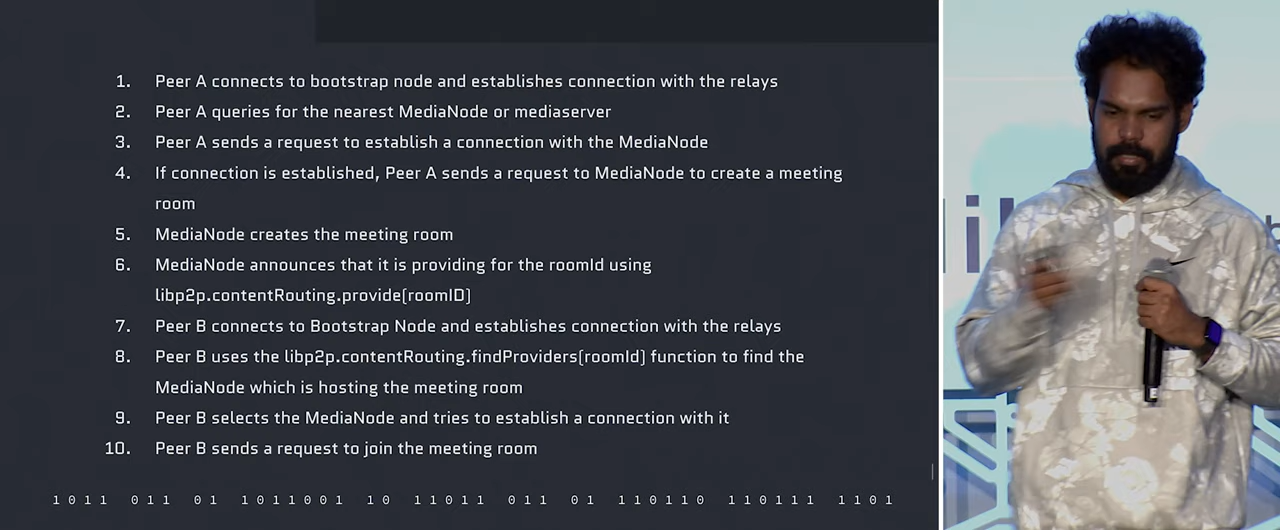 1. Peer A connects to bootstrap node and establishes connection with the relays
2. Peer A queries for the nearest MediaNode or mediaserver
3. Peer A sends a request to establish a connection with the MediaNode
4. If connection is established, Peer A sends a request to MediaNode to create a meeting
room
5. MediaNode creates the meeting room
6. MediaNode announces that it is providing for the roomId using
libp2p.contentRouting.provide(roomID)
7. Peer B connects to Bootstrap Node and establishes connection with the relays
8. Peer B uses the libp2p.contentRouting.findProviders(roomId) function to find the
MediaNode which is hosting the meeting room
9. Peer B selects the MediaNode and tries to establish a connection with it
10. Peer B sends a request to join the meeting room
1011 011 01 1011001 10 11011 011 01 110110 110111 1101